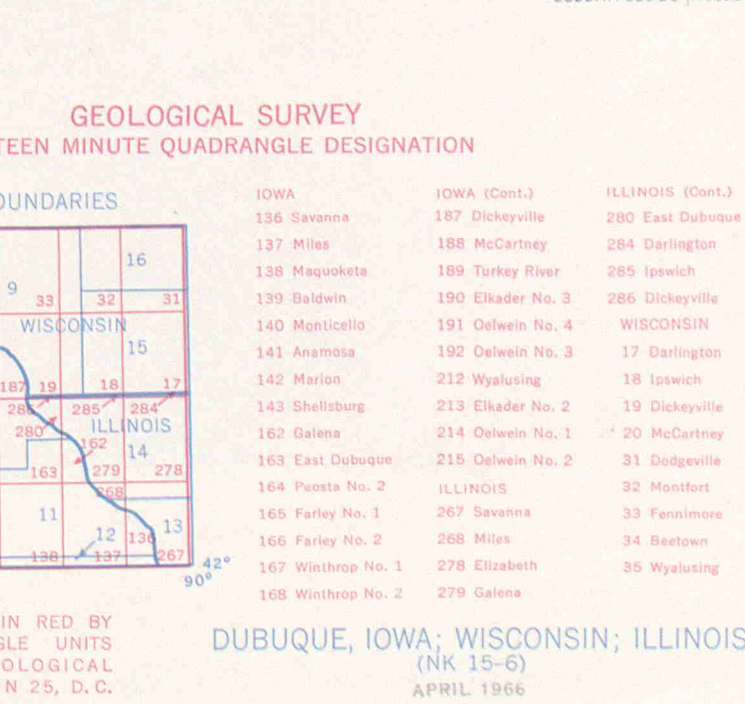 GEOLOGICAL SURVEY
TEEN MINUTE QUADRANGLE DESIGNATION
OUNDARIES
16
9
33
32
31
WISCONSIN
15
187
19
18
17
286
285
284
280
ILLINOIS
162
14
163
279
278
268
11
12
136
13
138
137
267
42°
90°
IOWA
136 Savanna
137 Miles
138 Maquoketa
139 Baldwin
140 Monticello
141 Anamosa
142 Marion
143 Shellsburg
162 Galena
163 East Dubuque
164 Peosta No. 2
165 Farley No. 1
166 Farley No. 2
167 Winthrop No. 1
168 Winthrop No. 2
IOWA (Cont.)
187 Dickeyville
188 McCartney
189 Turkey River
190 Elkader No. 3
191 Oelwein No. 4
192 Oelwein No. 3
212 Wyalusing
213 Elkader No. 2
214 Oelwein No. 1
215 Oelwein No. 2
ILLINOIS
267 Savanna
268 Miles
278 Elizabeth
279 Galena
ILLINOIS (Cont.)
280 East Dubuque
284 Darlington
285 Ipswich
286 Dickeyville
WISCONSIN
17 Darlington
18 Ipswich
19 Dickeyville
20 McCartney
31 Dodgeville
32 Montfort
33 Fennimore
34 Beetown
35 Wyalusing
IN RED BY
GLE UNITS
OLOGICAL
N 25, D.C.
DUBUQUE, IOWA; WISCONSIN; ILLINOIS
(NK 15-6)
APRIL 1966